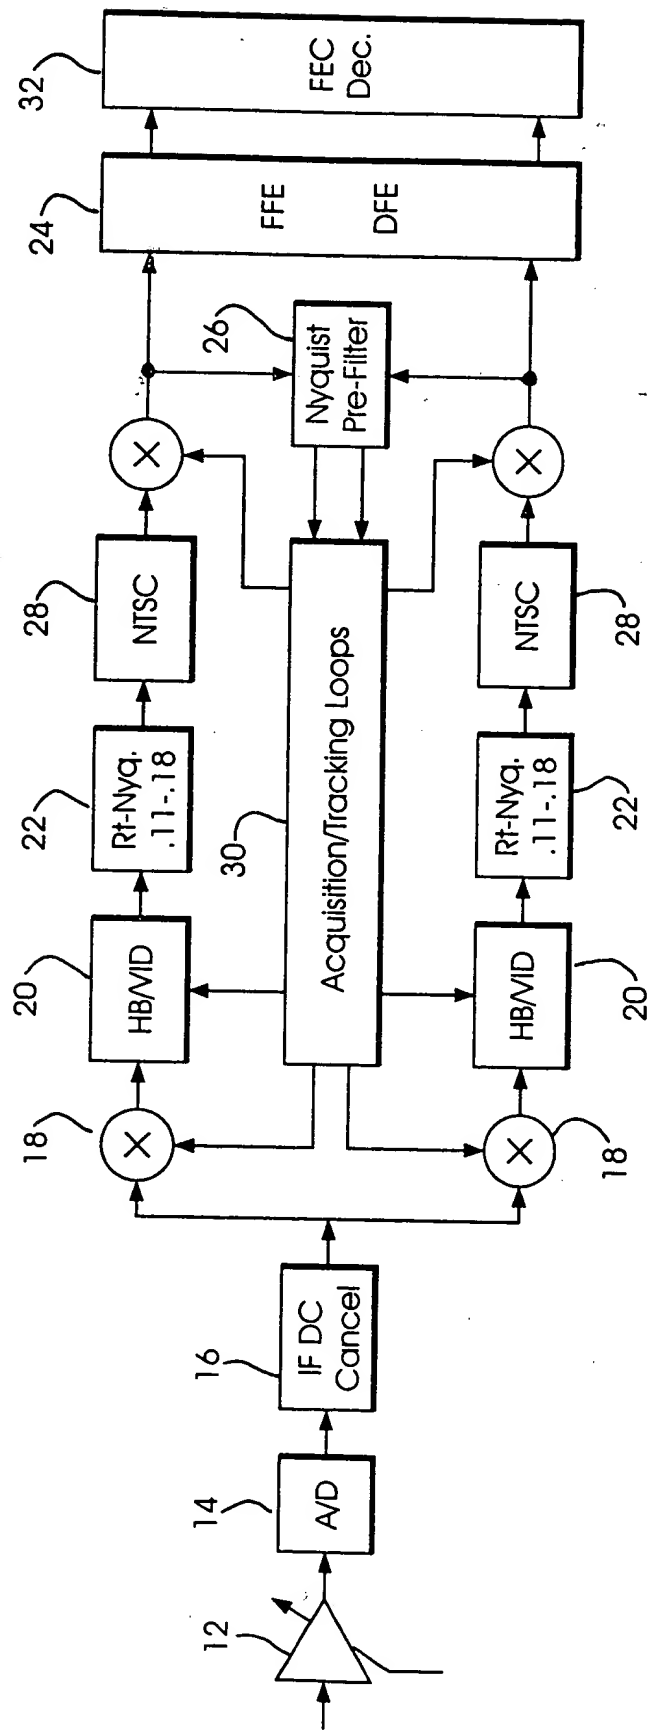 12
14
A/D
16
IF DC
Cancel
18
20
HB/VID
22
Rt-Nyq.
.11-.18
28
NTSC
30
Acquisition/Tracking Loops
26
Nyquist
Pre-Filter
24
FFE
DFE
32
FEC
Dec.
18
20
HB/VID
22
Rt-Nyq.
.11-.18
28
NTSC